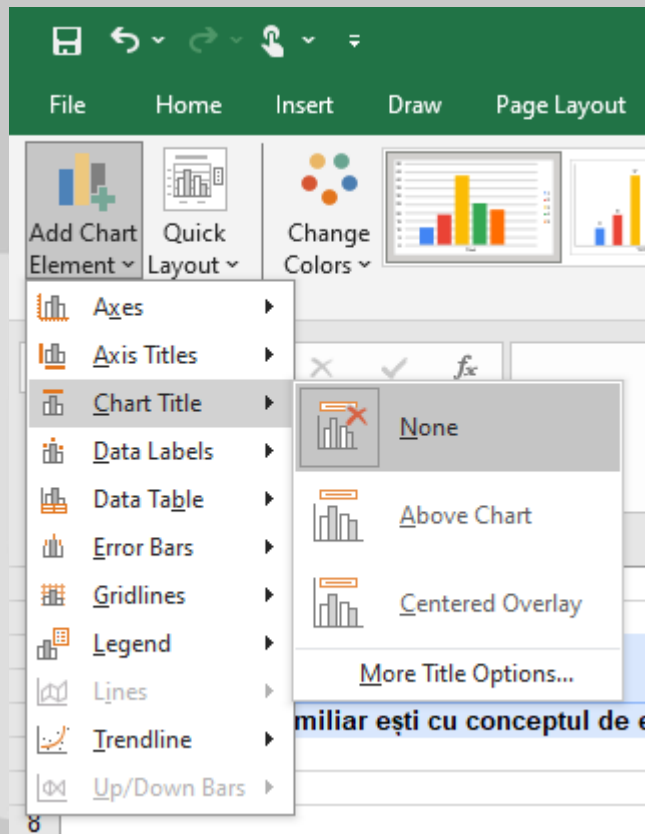 File Home Insert Draw Page Layout
Add Chart Quick Change
Element Layout Colors
Axes
Axis Titles
Chart Title
Data Labels
Data Table
Error Bars
Gridlines
Legend
Lines
Trendline
Up/Down Bars
fx
None
Above Chart
Centered Overlay
More Title Options...
miliar ești cu conceptul de e
8